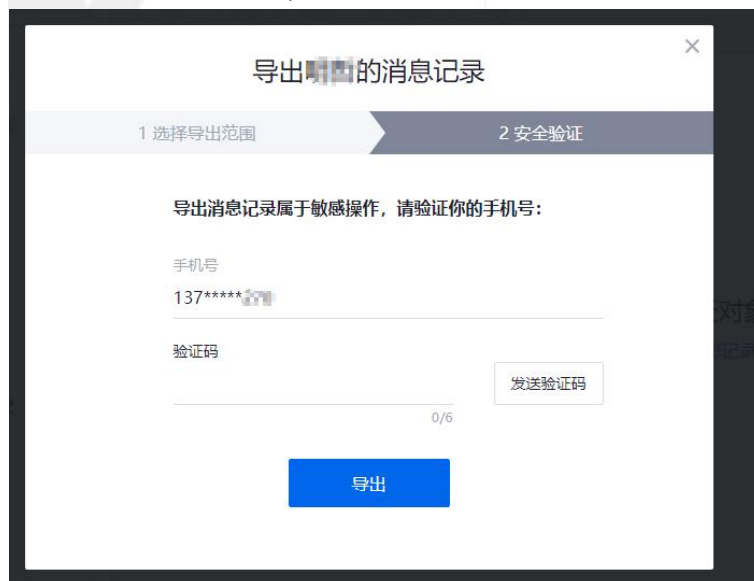 导出的消息记录
1 选择导出范围
2 安全验证
导出消息记录属于敏感操作，请验证你的手机号：
手机号
137*****
验证码
发送验证码
0/6
导出